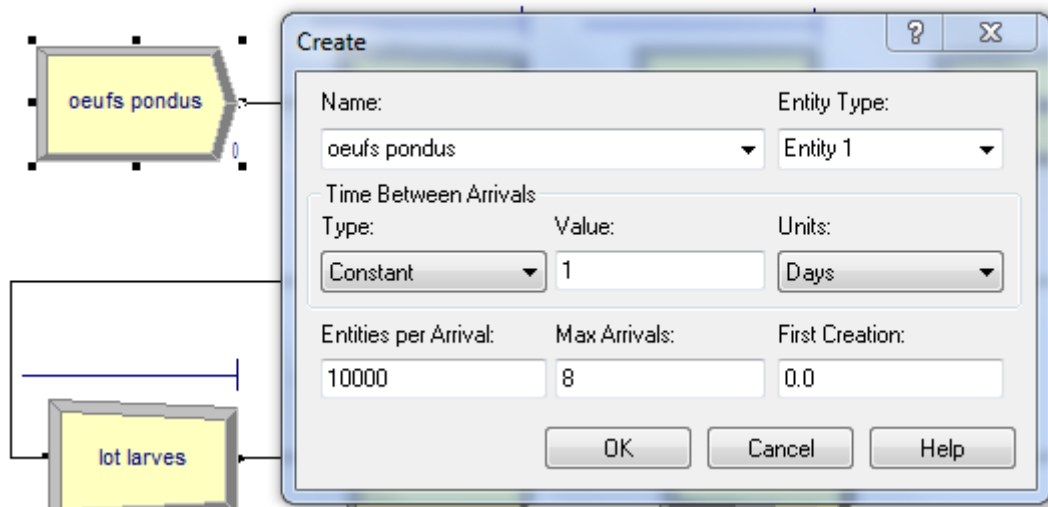 Create
oeufs pondus
0
Name:
Entity Type:
oeufs pondus
Entity 1
Time Between Arrivals
Type:
Value:
Units:
Constant
1
Days
Entities per Arrival:
Max Arrivals:
First Creation:
10000
8
0.0
OK
Cancel
Help
lot larves